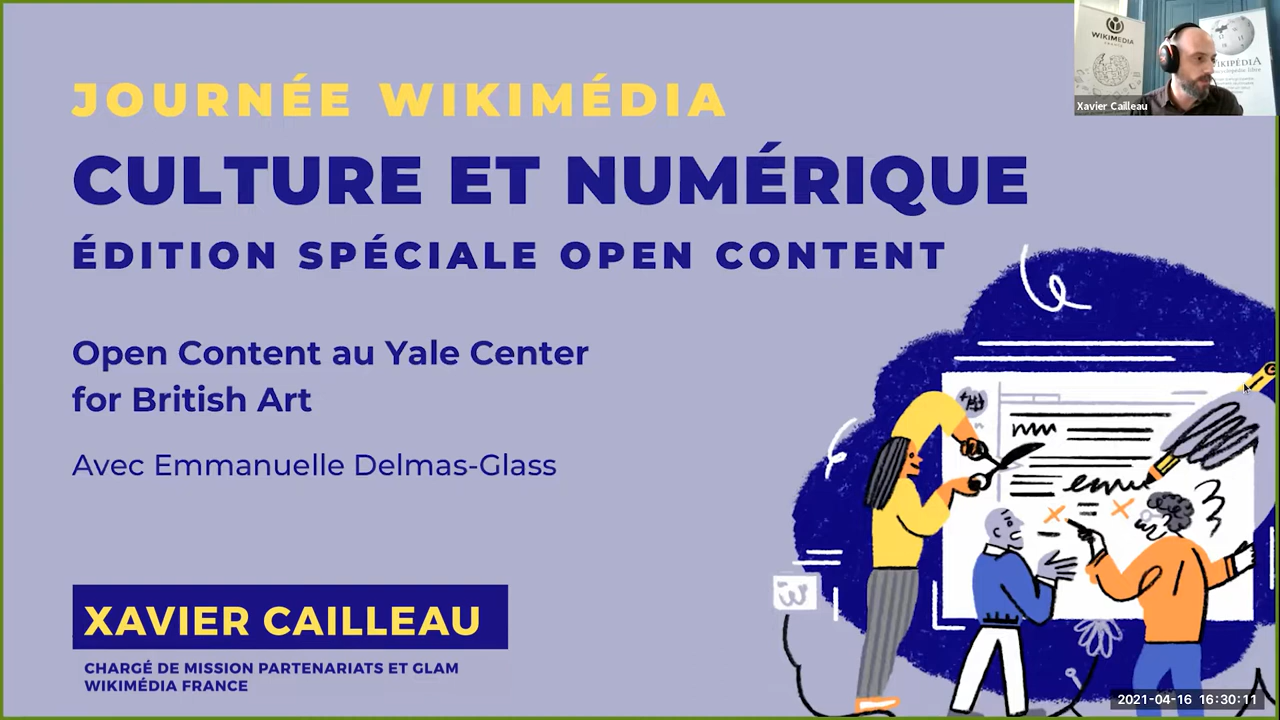 JOURNÉE WIKIMÉDIA
CULTURE ET NUMÉRIQUE
ÉDITION SPÉCIALE OPEN CONTENT
Open Content au Yale Center
for British Art
Avec Emmanuelle Delmas-Glass
XAVIER CAILLEAU
CHARGÉ DE MISSION PARTENARIATS ET GLAM
WIKIMÉDIA FRANCE
WIKIMEDIA
FRANCE
Xavier Cailleau
2021-04-16 16:30:11